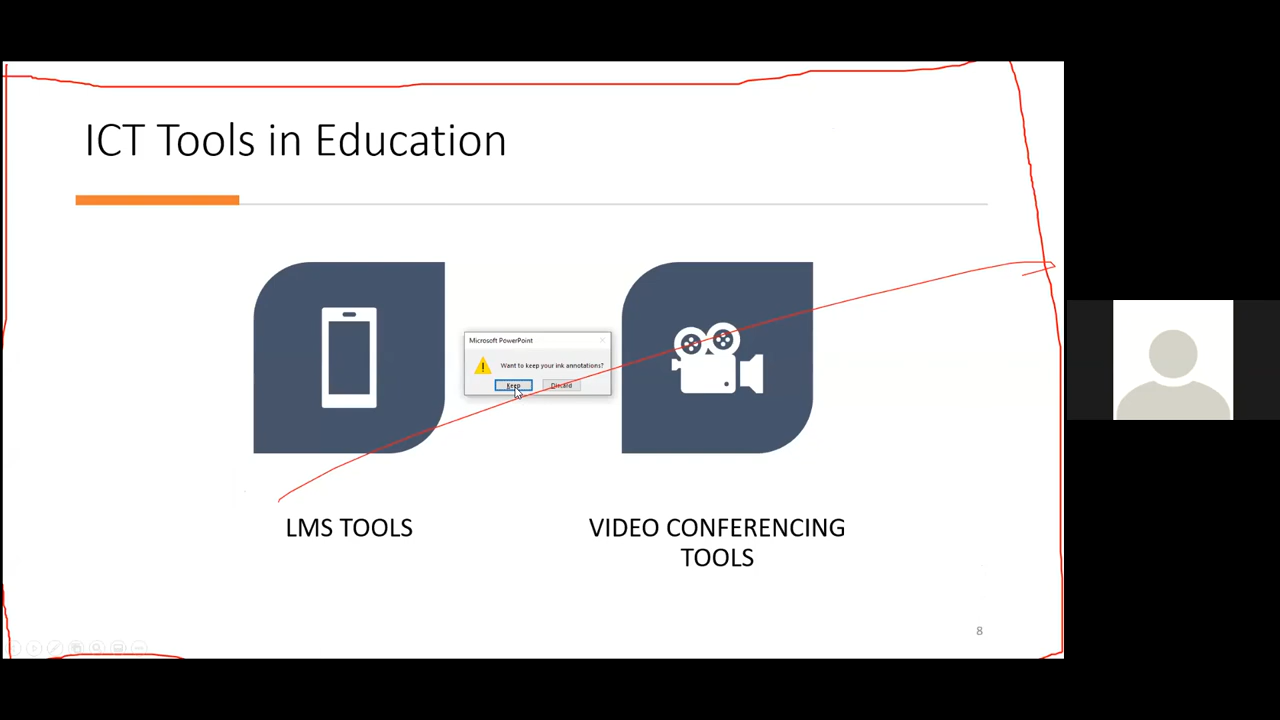 ICT Tools in Education
Microsoft PowerPoint
Want to keep your ink annotations?
Keep Discard
LMS TOOLS
VIDEO CONFERENCING
TOOLS
8